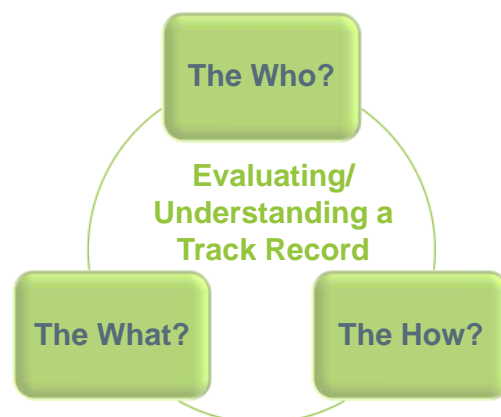 The Who?
Evaluating/
Understanding a
Track Record
The What?
The How?